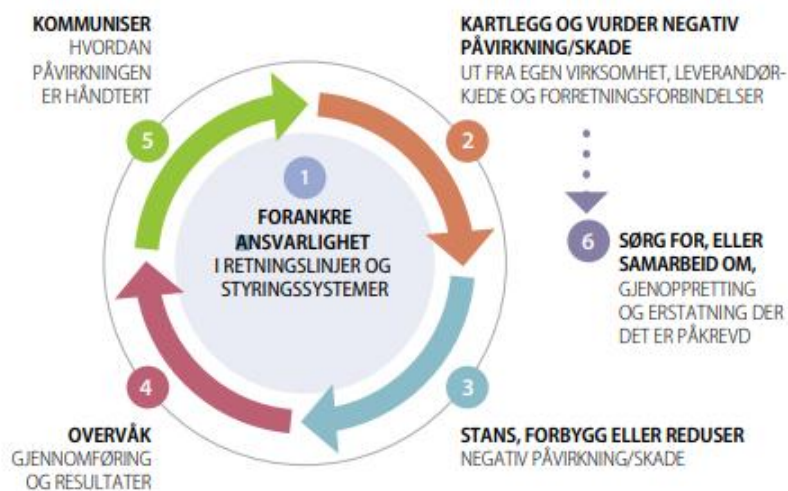 1
FORANKRE
ANSVARLIGHET
I RETNINGSLINJER OG
STYRINGSSYSTEMER
2
KARTLEGG OG VURDER NEGATIV
PÅVIRKNING/SKADE
UT FRA EGEN VIRKSOMHET, LEVERANDØR-
KJEDE OG FORRETNINGSFORBINDELSER
3
STANS, FORBYGG ELLER REDUSER
NEGATIV PÅVIRKNING/SKADE
4
OVERVÅK
GJENNOMFØRING
OG RESULTATER
5
KOMMUNISER
HVORDAN
PÅVIRKNINGEN
ER HÅNDTERT
6
SØRG FOR, ELLER
SAMARBEID OM,
GJENOPPRETTING
OG ERSTATNING DER
DET ER PÅKREVD